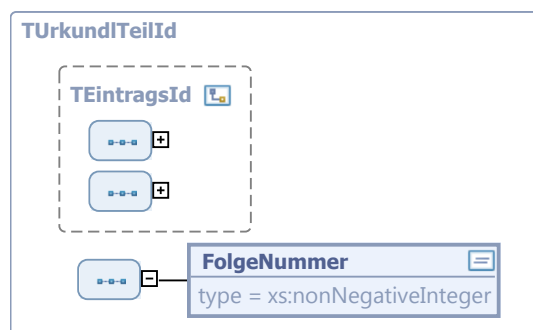 TUrkundlTeilId
TEintragsId
FolgeNummer
type = xs:nonNegativeInteger